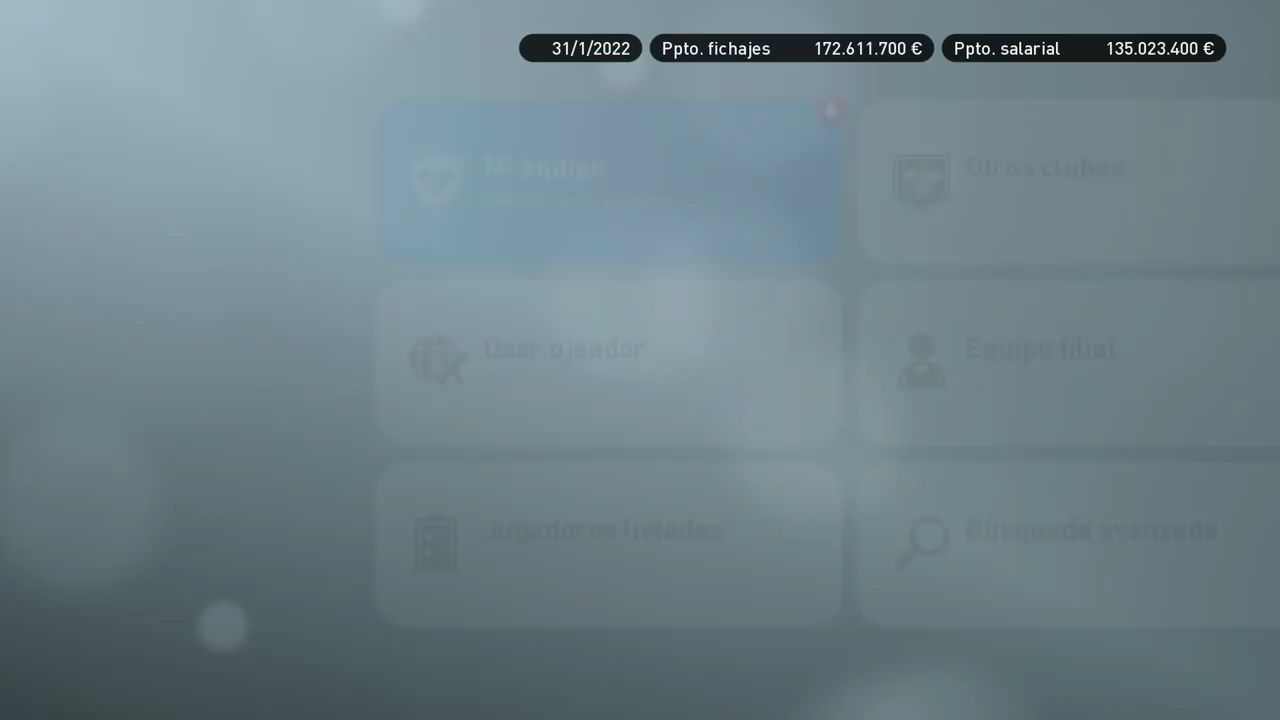 31/1/2022
Ppto. fichajes 172.611.700 €
Ppto. salarial 135.023.400 €
Mi equipo
Otros clubes
Usar ojeador
Equipo filial
Jugadores listados
Búsqueda avanzada